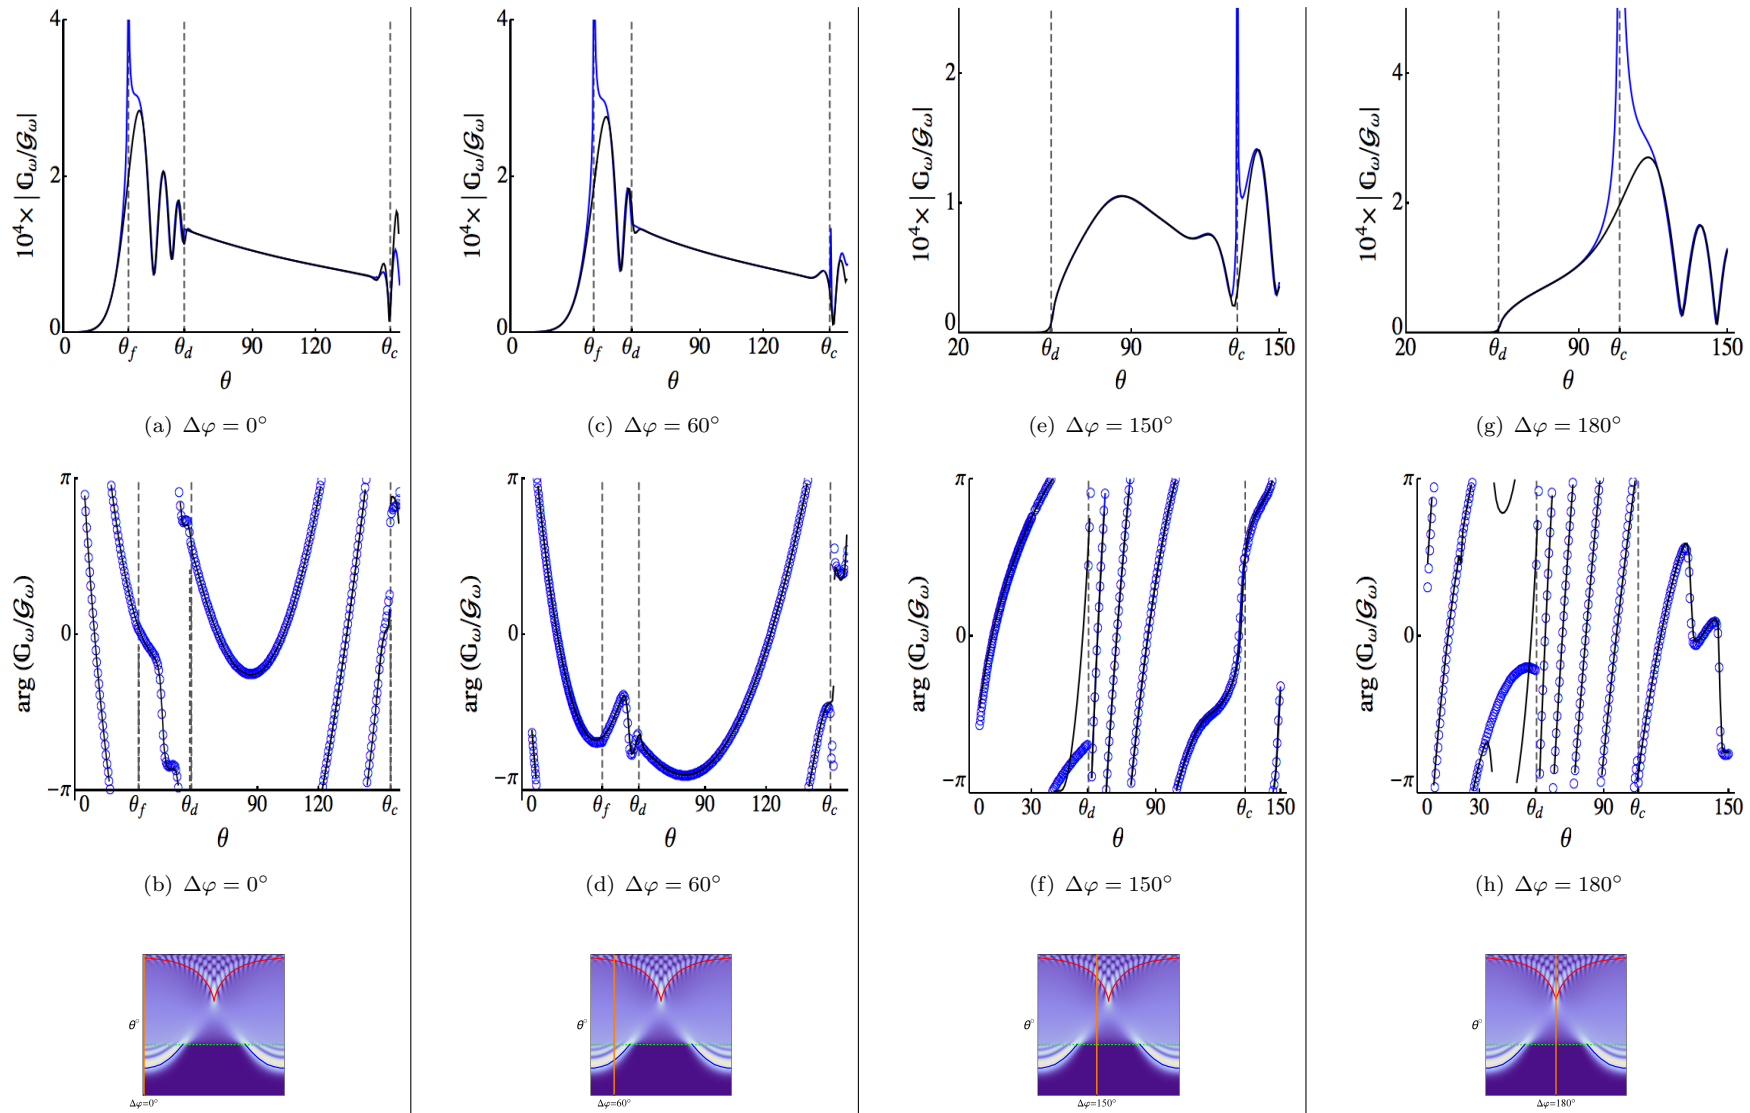 4
2
0
10⁴×|𝔾ω/𝒢ω|
0 θf θd 90 120 θc
θ
(a) Δφ = 0°
4
2
0
10⁴×|𝔾ω/𝒢ω|
0 θf θd 90 120 θc
θ
(c) Δφ = 60°
2
1
0
10⁴×|𝔾ω/𝒢ω|
20 θd 90 θc 150
θ
(e) Δφ = 150°
4
2
0
10⁴×|𝔾ω/𝒢ω|
20 θd 90 θc 150
θ
(g) Δφ = 180°
π
0
−π
arg (𝔾ω/𝒢ω)
0 θf θd 90 120 θc
θ
(b) Δφ = 0°
π
0
−π
arg (𝔾ω/𝒢ω)
0 θf θd 90 120 θc
θ
(d) Δφ = 60°
π
0
−π
arg (𝔾ω/𝒢ω)
0 30 θd 90 θc 150
θ
(f) Δφ = 150°
π
0
−π
arg (𝔾ω/𝒢ω)
0 30 θd 90 θc 150
θ
(h) Δφ = 180°
θ°
Δφ=0°
θ°
Δφ=60°
θ°
Δφ=150°
θ°
Δφ=180°